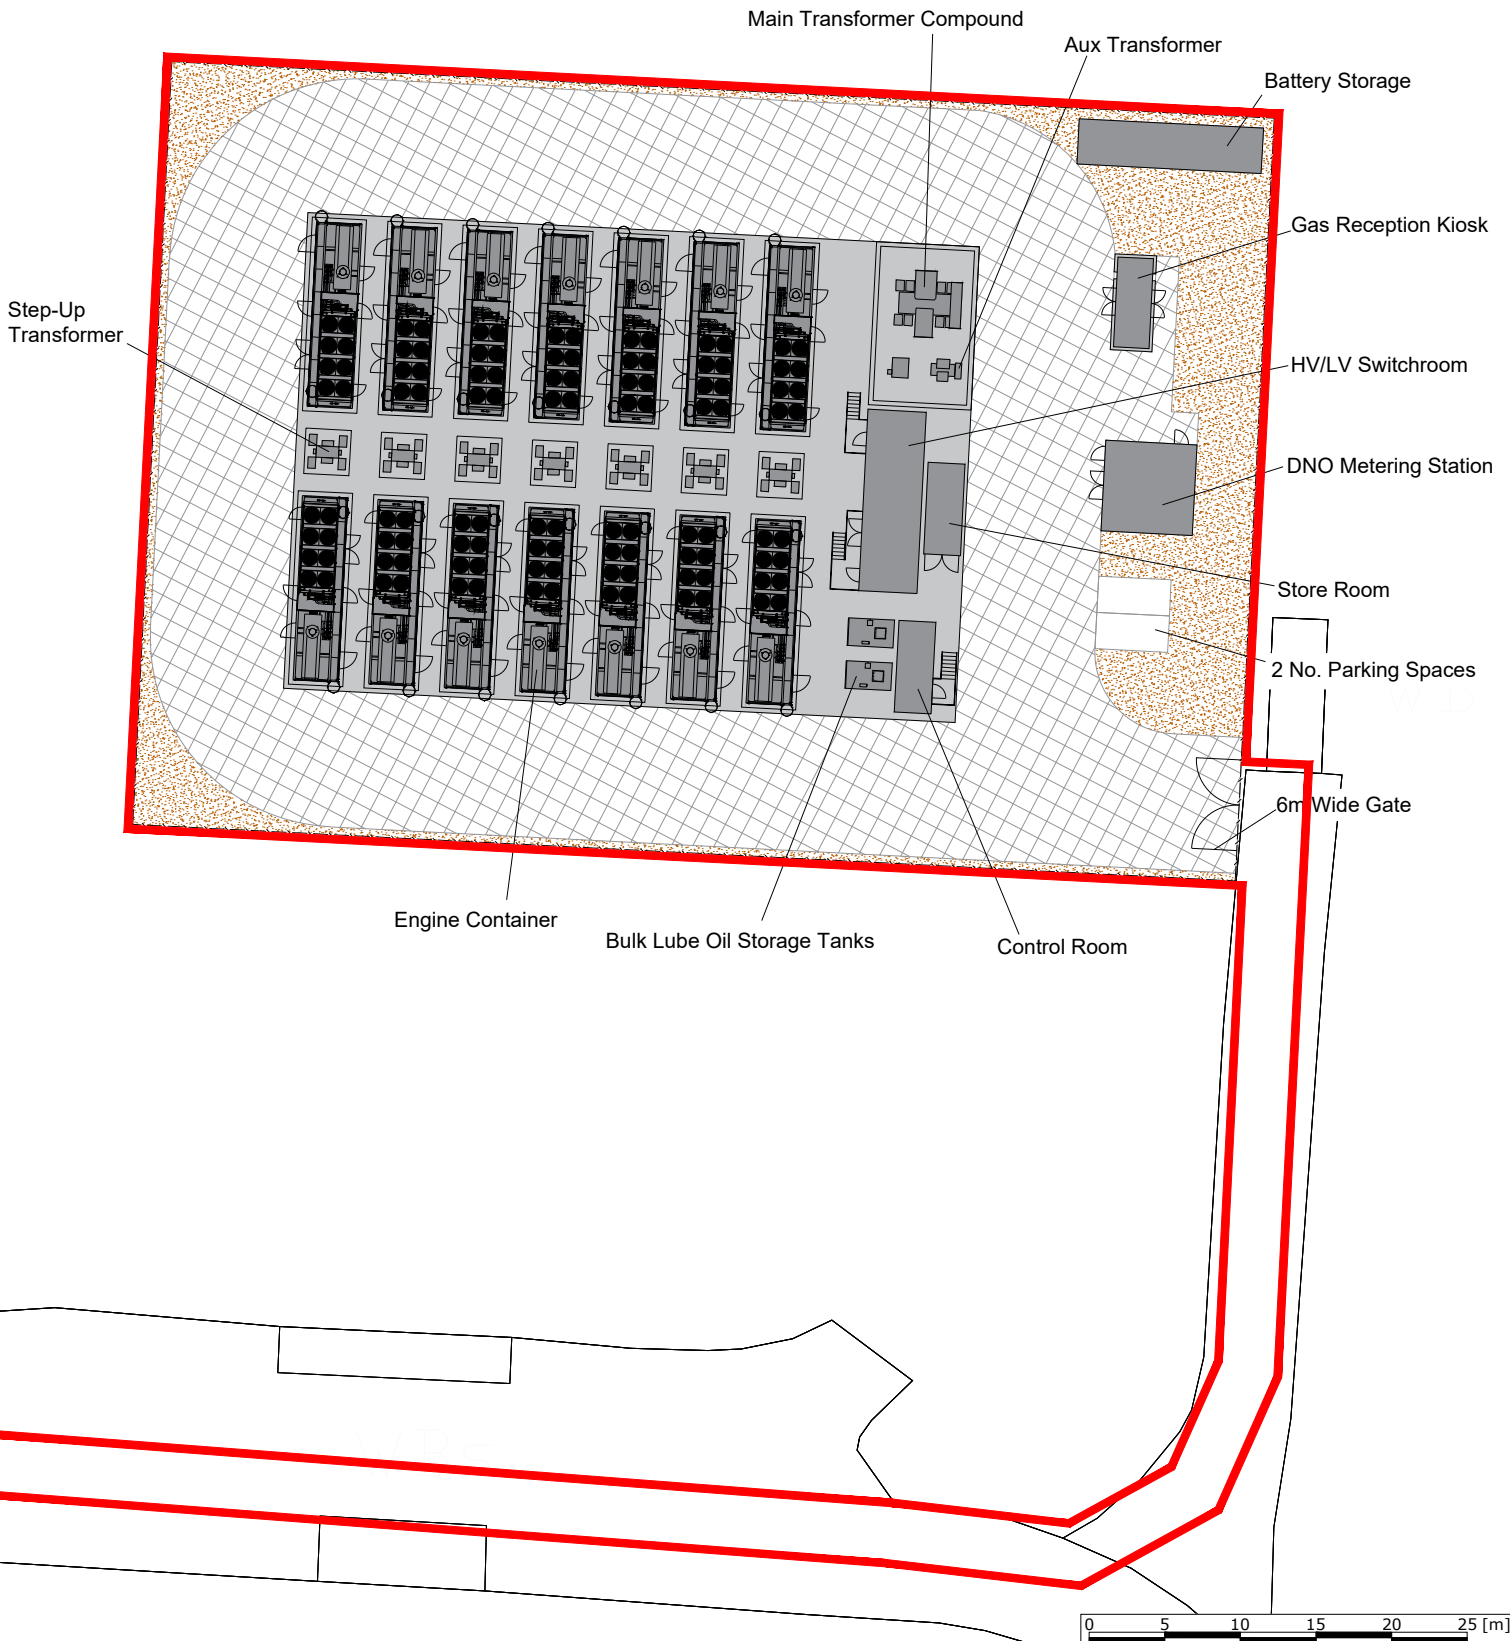 Main Transformer Compound
Aux Transformer
Battery Storage
Gas Reception Kiosk
Step-Up
Transformer
HV/LV Switchroom
DNO Metering Station
Store Room
2 No. Parking Spaces
6m Wide Gate
Engine Container
Bulk Lube Oil Storage Tanks
Control Room
0 5 10 15 20 25 [m]